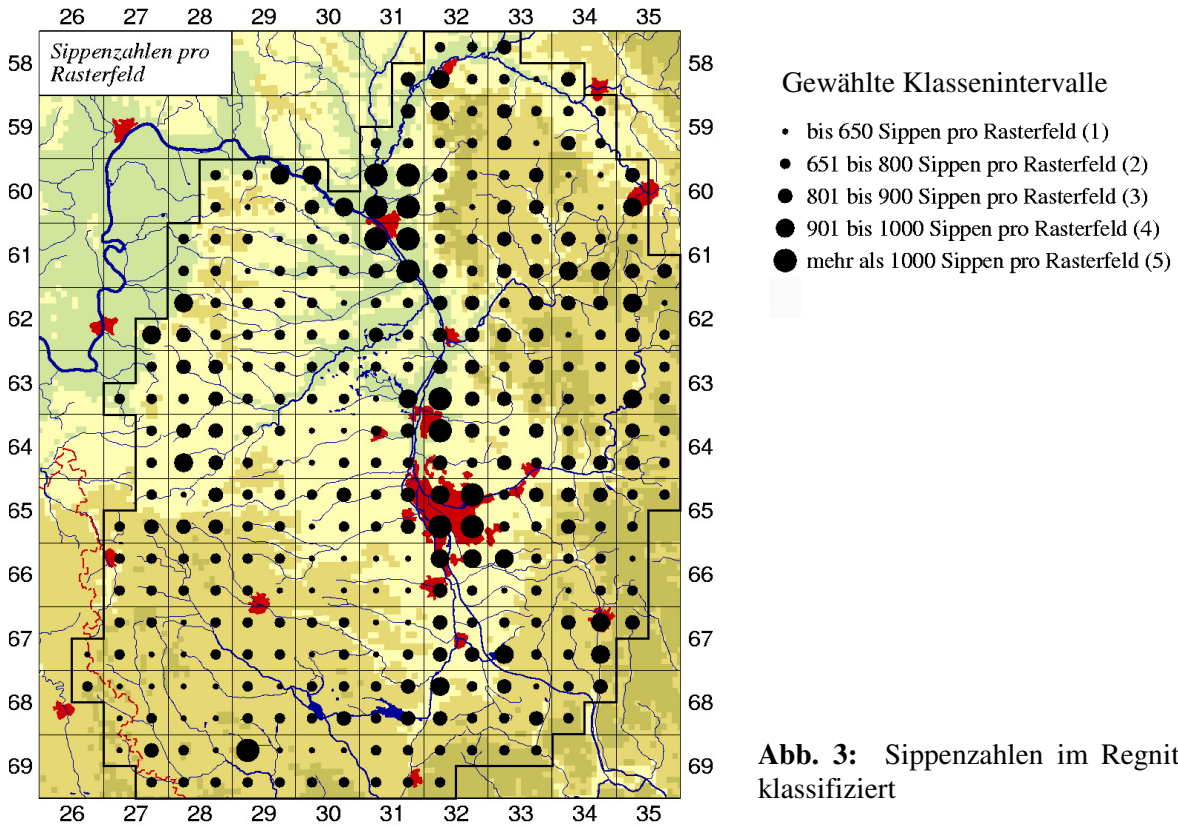 26 27 28 29 30 31 32 33 34 35
Sippenzahlen pro
Rasterfeld
58
59
60
61
62
63
64
65
66
67
68
69
58
59
60
61
62
63
64
65
66
67
68
69
26 27 28 29 30 31 32 33 34 35
Gewählte Klassenintervalle
bis 650 Sippen pro Rasterfeld (1)
651 bis 800 Sippen pro Rasterfeld (2)
801 bis 900 Sippen pro Rasterfeld (3)
901 bis 1000 Sippen pro Rasterfeld (4)
mehr als 1000 Sippen pro Rasterfeld (5)
Abb. 3: Sippenzahlen im Regnit
klassifiziert